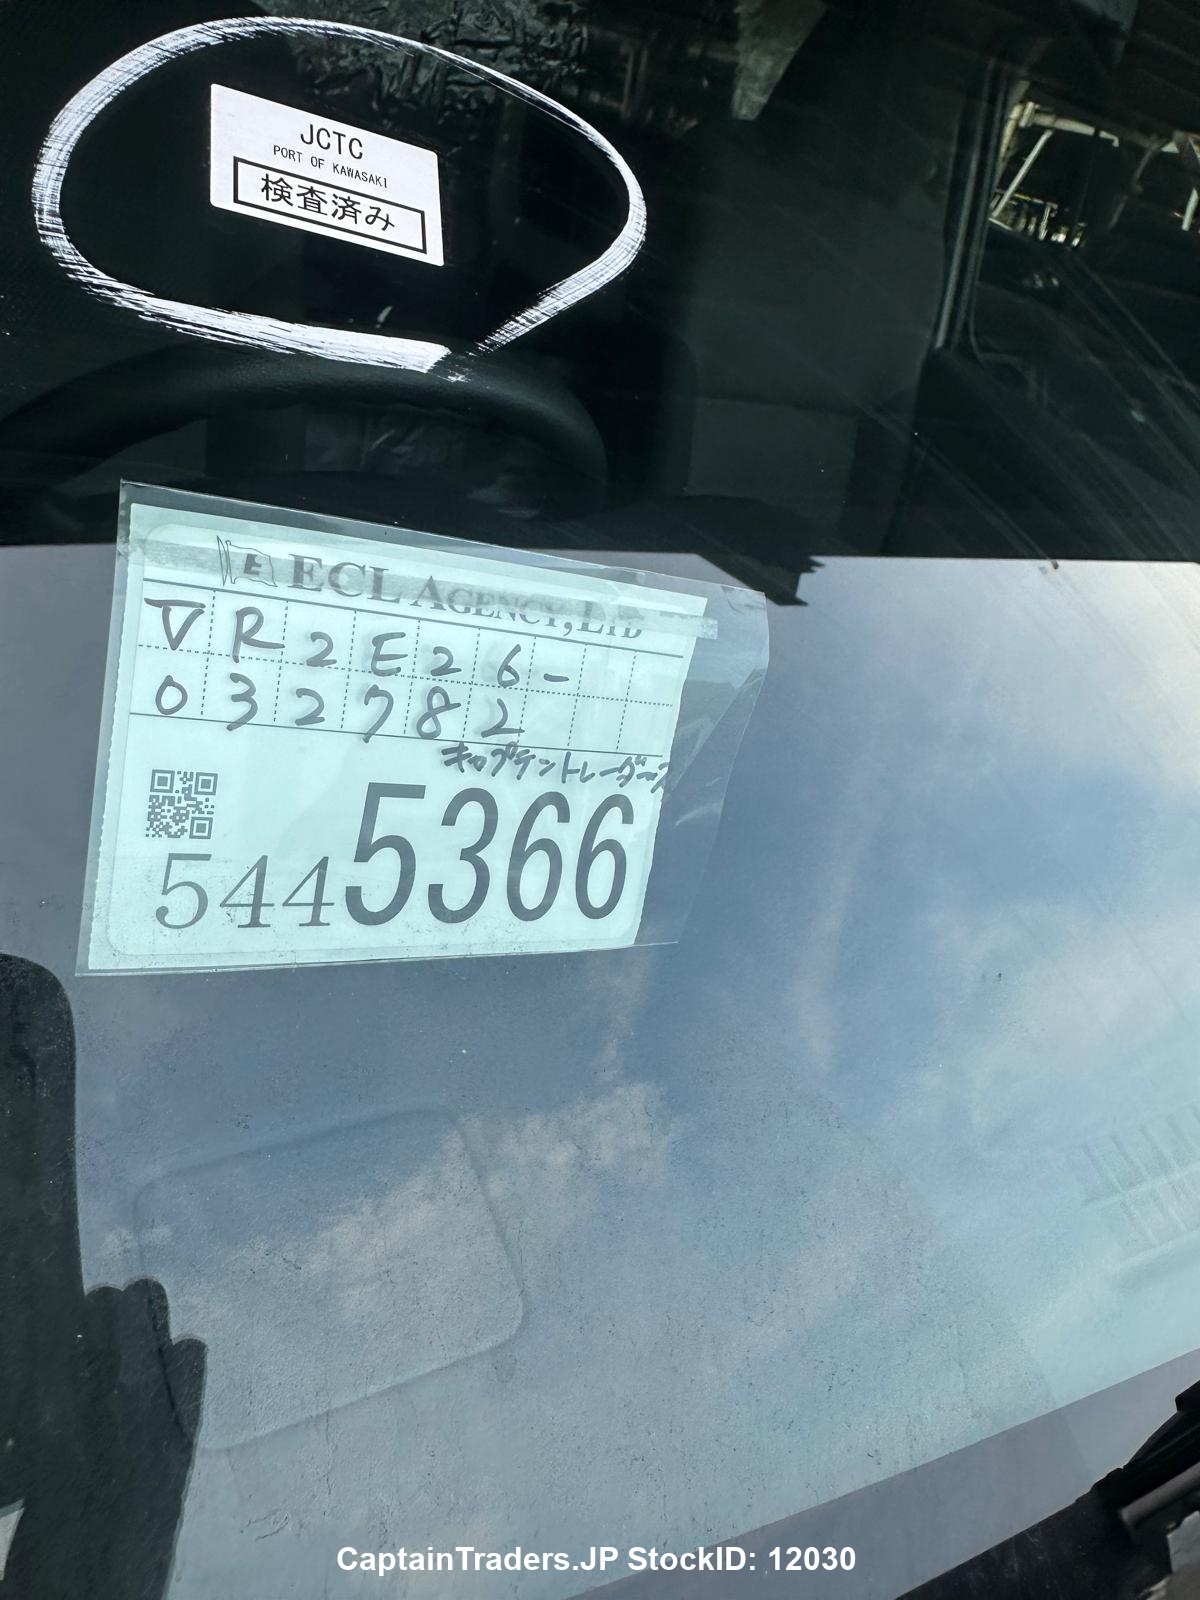 JCTC
PORT OF KAWASAKI
検査済み
E ECL AGENCY, LTD
VR2E26-
032782
キャプテントレーダース
5445366
CaptainTraders.JP StockID: 12030